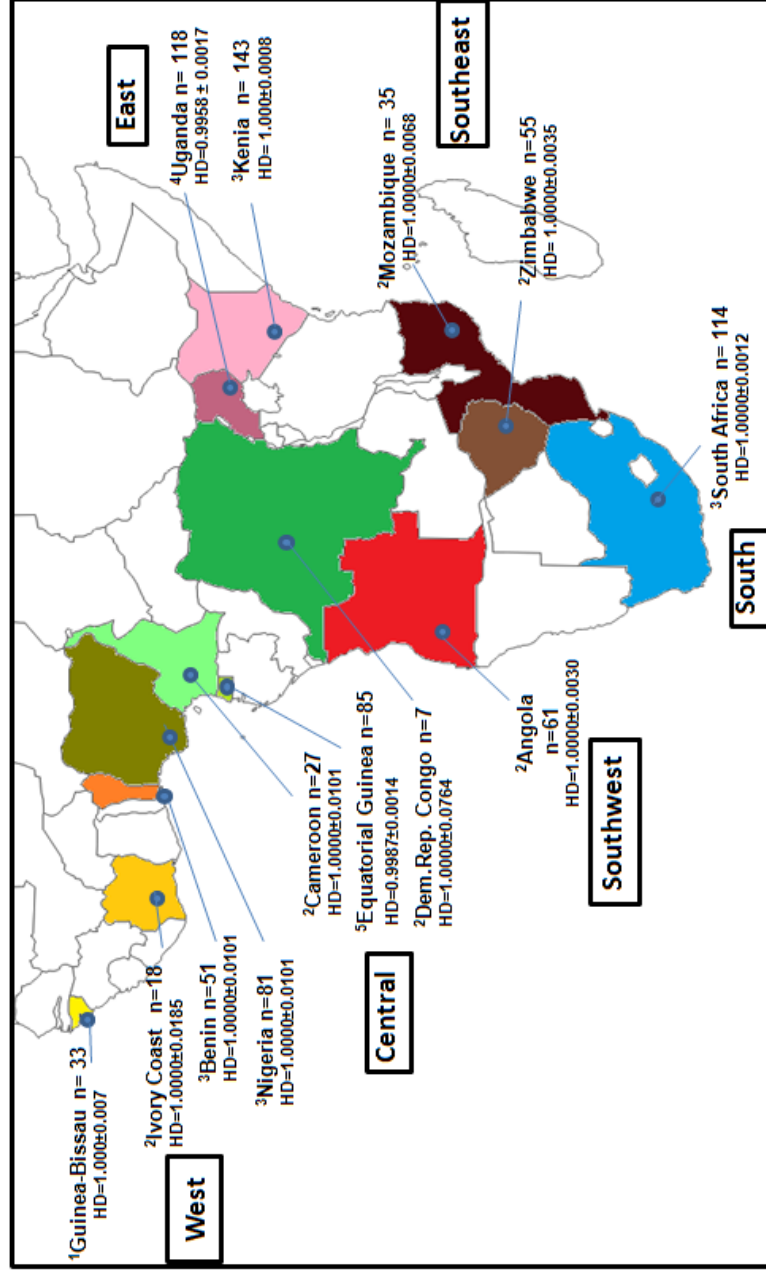 ¹Guinea-Bissau n= 33
HD=1.000±0.007
²Ivory Coast n=18
HD=1.0000±0.0185
³Benin n=51
HD=1.0000±0.0101
³Nigeria n=81
HD=1.0000±0.0101
West
²Cameroon n=27
HD=1.0000±0.0101
⁵Equatorial Guinea n=85
HD=0.9987±0.0014
²Dem.Rep. Congo n=7
HD=1.0000±0.0764
Central
²Angola
n=61
HD=1.0000±0.0030
Southwest
³South Africa n= 114
HD=1.0000±0.0012
South
East
⁴Uganda n= 118
HD=0.9958 ± 0.0017
³Kenia n= 143
HD= 1.000±0.0008
Southeast
²Mozambique n= 35
HD=1.0000±0.0068
²Zimbabwe n=55
HD= 1.0000±0.0035